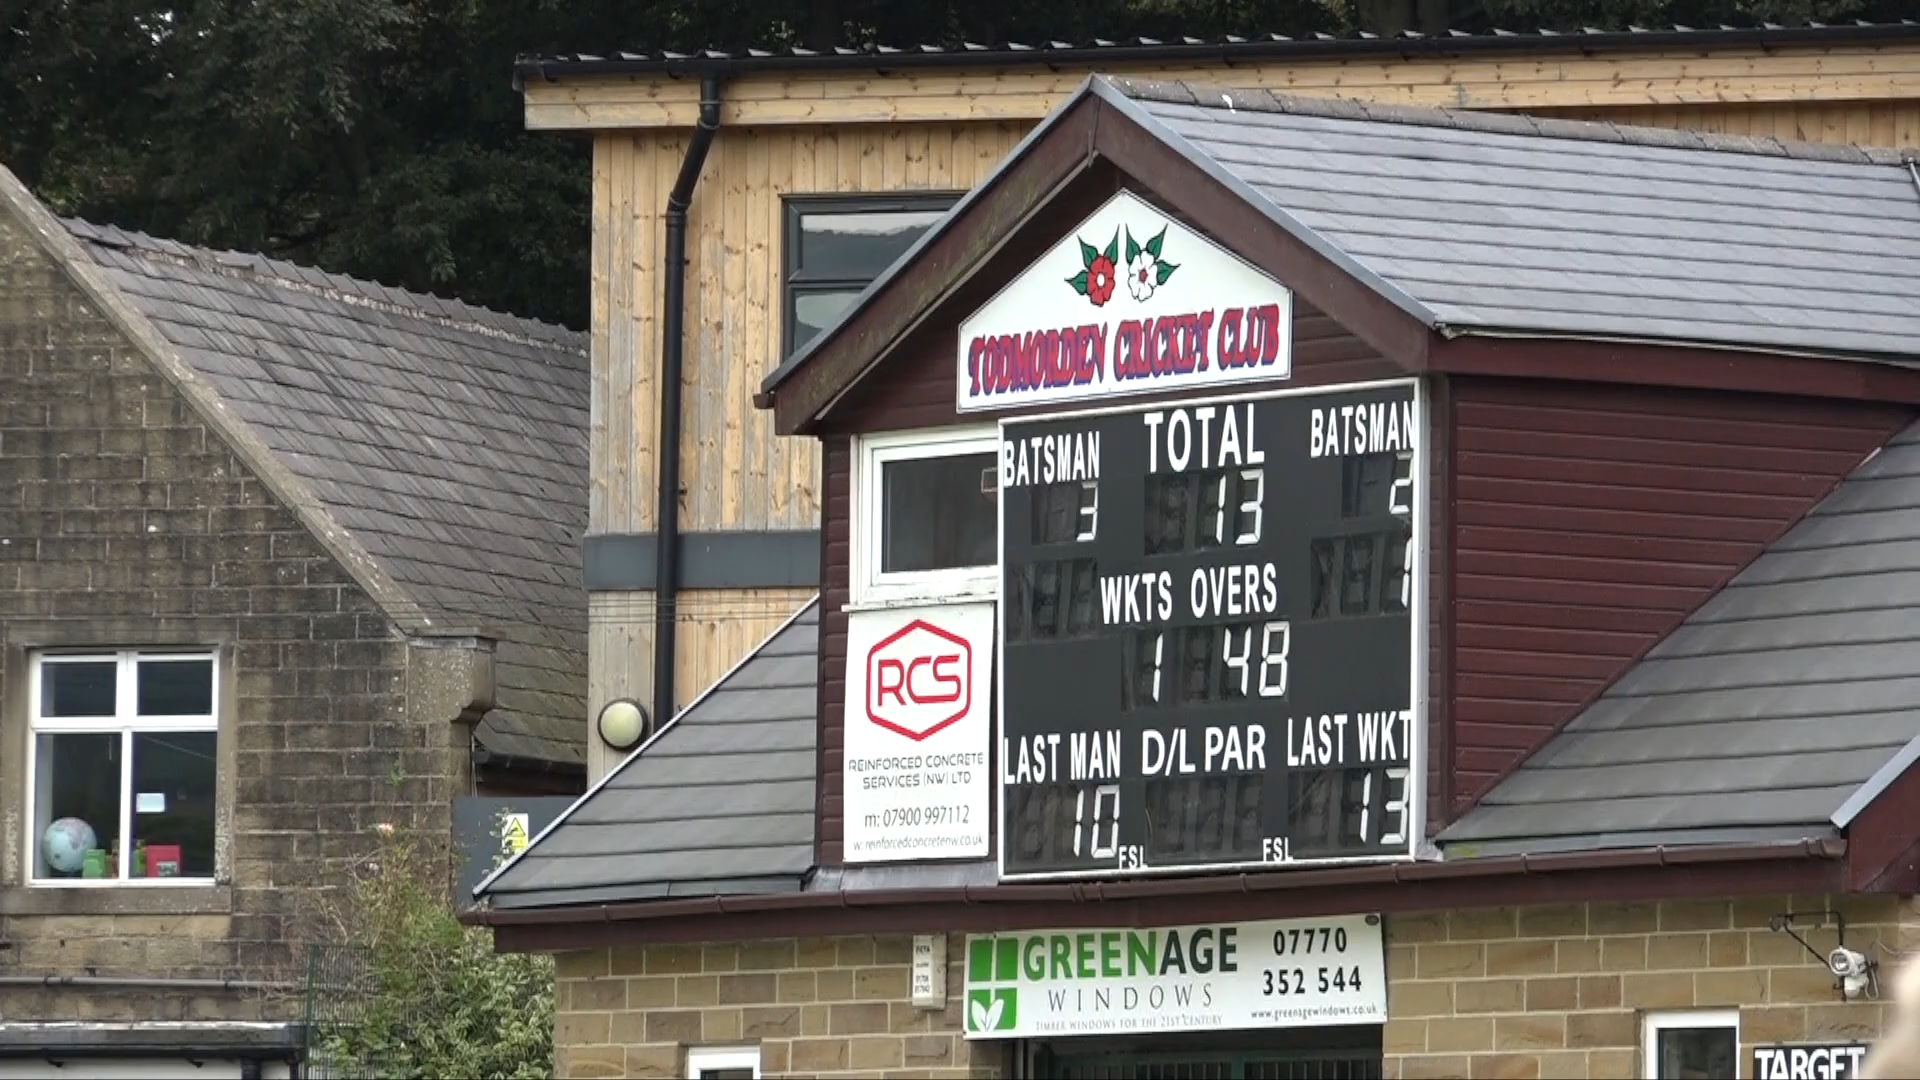 TODMORDEN CRICKET CLUB
BATSMAN TOTAL BATSMAN
3 13 2
1
WKTS OVERS
1 48
LAST MAN D/L PAR LAST WKT
10 13
FSL FSL
RCS
REINFORCED CONCRETE
SERVICES (NW) LTD
m: 07900 997112
w: reinforcedconcretenw.co.uk
GREENAGE
WINDOWS
TIMBER WINDOWS FOR THE 21ST CENTURY
07770
352 544
www.greenagewindows.co.uk
TARGET